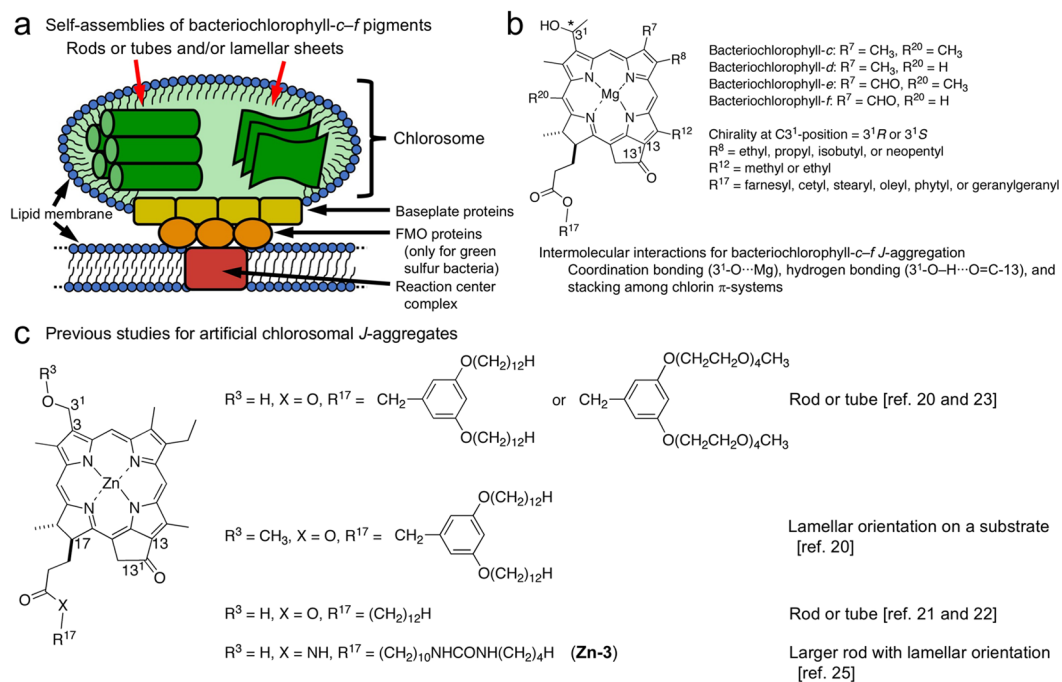 a Self-assemblies of bacteriochlorophyll-c–f pigments
Rods or tubes and/or lamellar sheets
Chlorosome
Lipid membrane
Baseplate proteins
FMO proteins
(only for green
sulfur bacteria)
Reaction center
complex
b
HO
*
3¹
R⁷
R⁸
N
N
Mg
N
N
R²⁰
R¹²
13¹
13
O
O
O
R¹⁷
Bacteriochlorophyll-c: R⁷ = CH₃, R²⁰ = CH₃
Bacteriochlorophyll-d: R⁷ = CH₃, R²⁰ = H
Bacteriochlorophyll-e: R⁷ = CHO, R²⁰ = CH₃
Bacteriochlorophyll-f: R⁷ = CHO, R²⁰ = H
Chirality at C3¹-position = 3¹R or 3¹S
R⁸ = ethyl, propyl, isobutyl, or neopentyl
R¹² = methyl or ethyl
R¹⁷ = farnesyl, cetyl, stearyl, oleyl, phytyl, or geranylgeranyl
Intermolecular interactions for bacteriochlorophyll-c–f J-aggregation
Coordination bonding (3¹-O···Mg), hydrogen bonding (3¹-O–H···O=C-13), and
stacking among chlorin π-systems
c Previous studies for artificial chlorosomal J-aggregates
R³
O
3¹
3
N
N
Zn
N
N
17
13
13¹
O
O
X
R¹⁷
R³ = H, X = O, R¹⁷ =
CH₂
O(CH₂)₁₂H
O(CH₂)₁₂H
or
CH₂
O(CH₂CH₂O)₄CH₃
O(CH₂CH₂O)₄CH₃
Rod or tube [ref. 20 and 23]
R³ = CH₃, X = O, R¹⁷ =
CH₂
O(CH₂)₁₂H
O(CH₂)₁₂H
Lamellar orientation on a substrate
[ref. 20]
R³ = H, X = O, R¹⁷ = (CH₂)₁₂H
Rod or tube [ref. 21 and 22]
R³ = H, X = NH, R¹⁷ = (CH₂)₁₀NHCONH(CH₂)₄H (Zn-3)
Larger rod with lamellar orientation
[ref. 25]